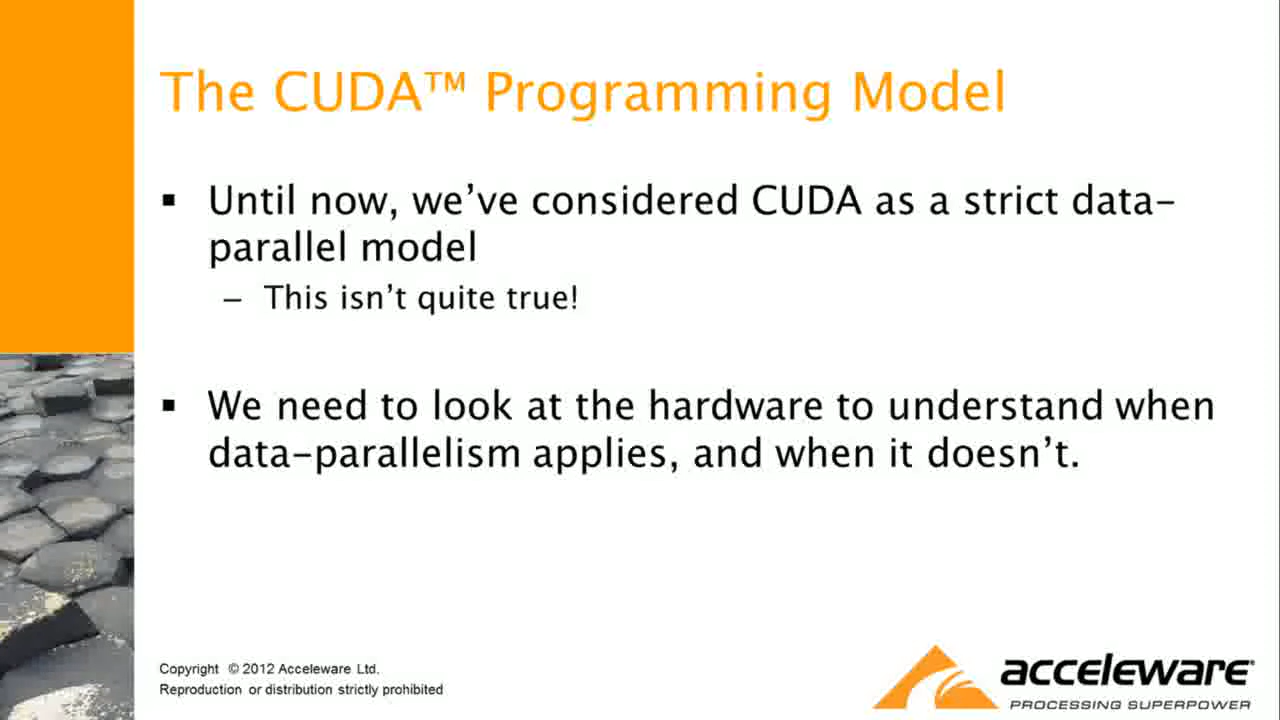 The CUDA™ Programming Model
▪ Until now, we’ve considered CUDA as a strict data-
parallel model
– This isn’t quite true!
▪ We need to look at the hardware to understand when
data-parallelism applies, and when it doesn’t.
Copyright © 2012 Acceleware Ltd.
Reproduction or distribution strictly prohibited
acceleware®
PROCESSING SUPERPOWER